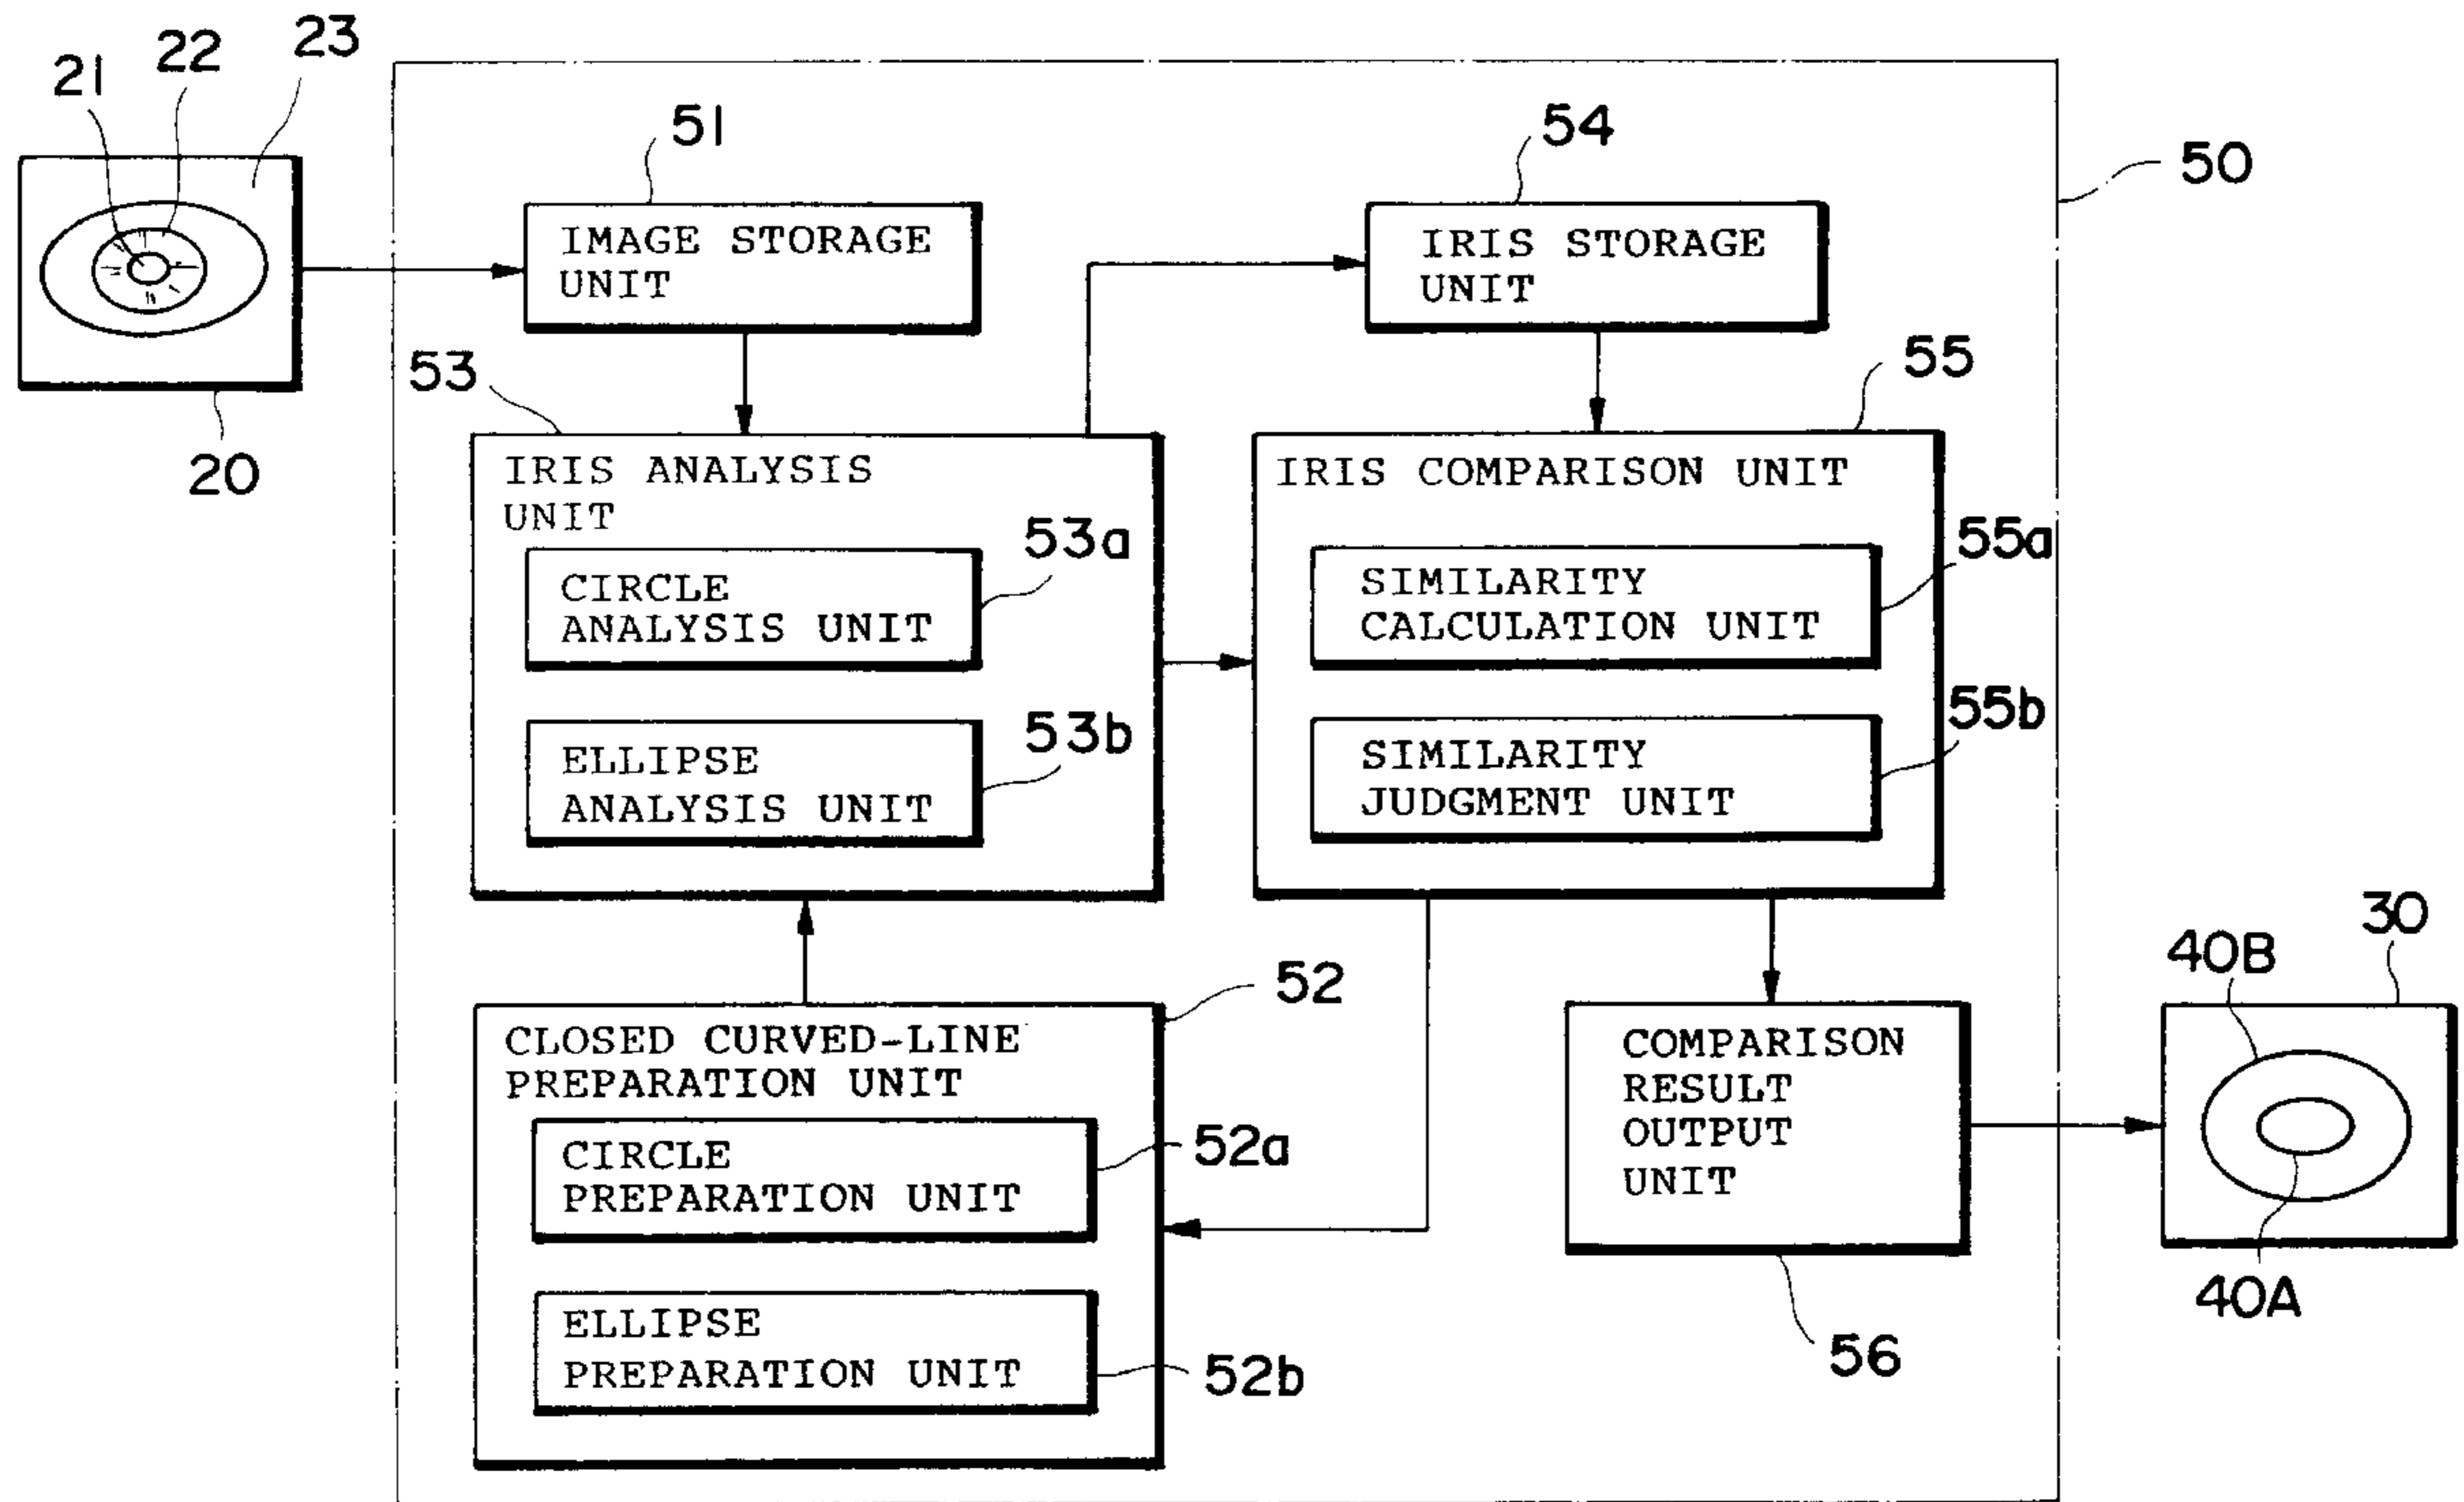 21
22
23
20
50
51
IMAGE STORAGE
UNIT
54
IRIS STORAGE
UNIT
53
IRIS ANALYSIS
UNIT
53a
CIRCLE
ANALYSIS UNIT
53b
ELLIPSE
ANALYSIS UNIT
55
IRIS COMPARISON UNIT
55a
SIMILARITY
CALCULATION UNIT
55b
SIMILARITY
JUDGMENT UNIT
52
CLOSED CURVED-LINE
PREPARATION UNIT
52a
CIRCLE
PREPARATION UNIT
52b
ELLIPSE
PREPARATION UNIT
COMPARISON
RESULT
OUTPUT
UNIT
56
30
40B
40A